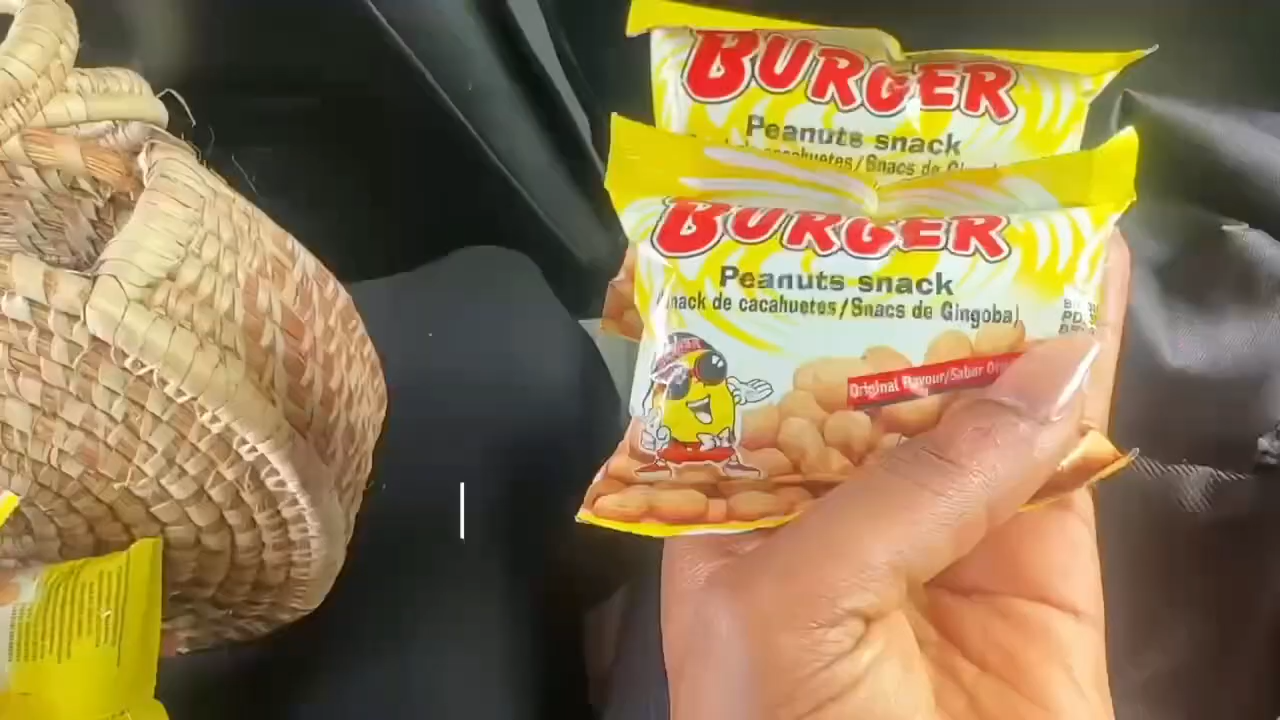 BURGER
Peanuts snack
BURGER
Peanuts snack
snack de cacahuetes/Snacs de Gingoba)
Original Flavour/Sabor